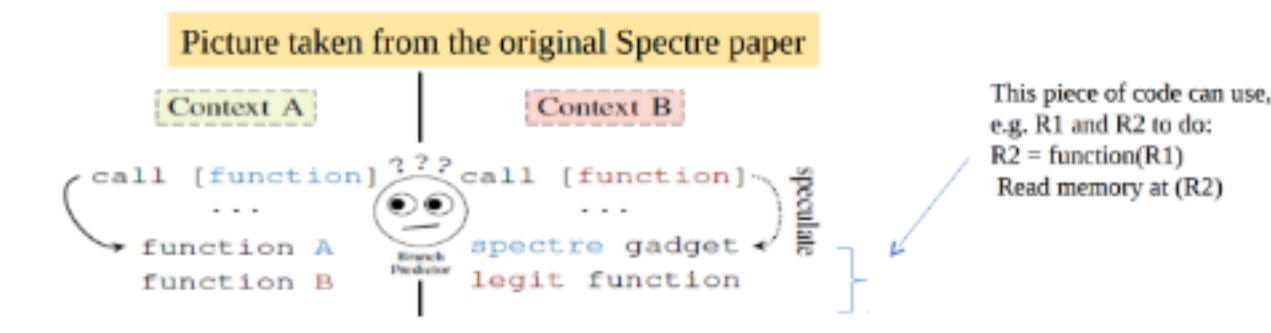 Picture taken from the original Spectre paper
Context A
Context B
This piece of code can use,
e.g. R1 and R2 to do:
R2 = function(R1)
Read memory at (R2)
???
call [function]
...
function A
function B
Branch
Predictor
call [function]
...
spectre gadget
legit function
speculate